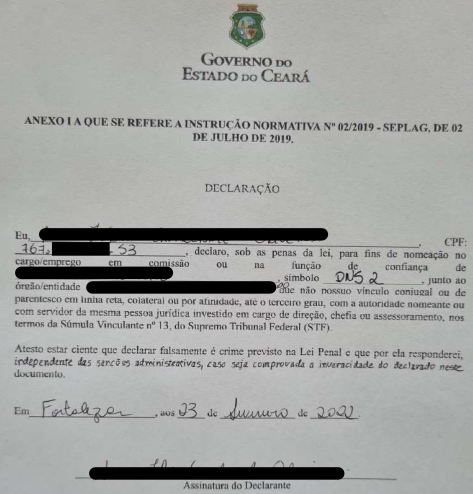 GOVERNO DO
ESTADO DO CEARÁ
ANEXO I A QUE SE REFERE A INSTRUÇÃO NORMATIVA Nº 02/2019 - SEPLAG, DE 02
DE JULHO DE 2019.
DECLARAÇÃO
Eu, CPF:
767. -53, declaro, sob as penas da lei, para fins de nomeação no
cargo/emprego em comissão ou na função de confiança de
, símbolo DNS 2, junto ao
órgão/entidade que não possuo vínculo conjugal ou de
parentesco em linha reta, colateral ou por afinidade, até o terceiro grau, com a autoridade nomeante ou
com servidor da mesma pessoa jurídica investido em cargo de direção, chefia ou assessoramento, nos
termos da Súmula Vinculante nº 13, do Supremo Tribunal Federal (STF).
Atesto estar ciente que declarar falsamente é crime previsto na Lei Penal e que por ela responderei,
independente das sanções administrativas, caso seja comprovada a inveracidade do declarado neste
documento.
Em Fortaleza, aos 23 de de 2022.
Assinatura do Declarante